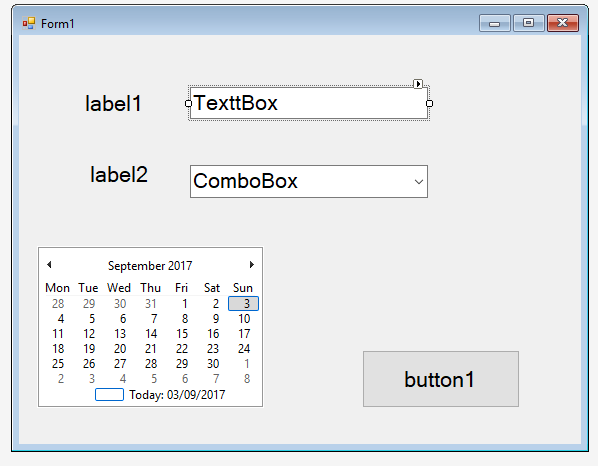 Form1
label1
TexttBox
label2
ComboBox
September 2017
Mon Tue Wed Thu Fri Sat Sun
28 29 30 31 1 2 3
4 5 6 7 8 9 10
11 12 13 14 15 16 17
18 19 20 21 22 23 24
25 26 27 28 29 30 1
2 3 4 5 6 7 8
Today: 03/09/2017
button1